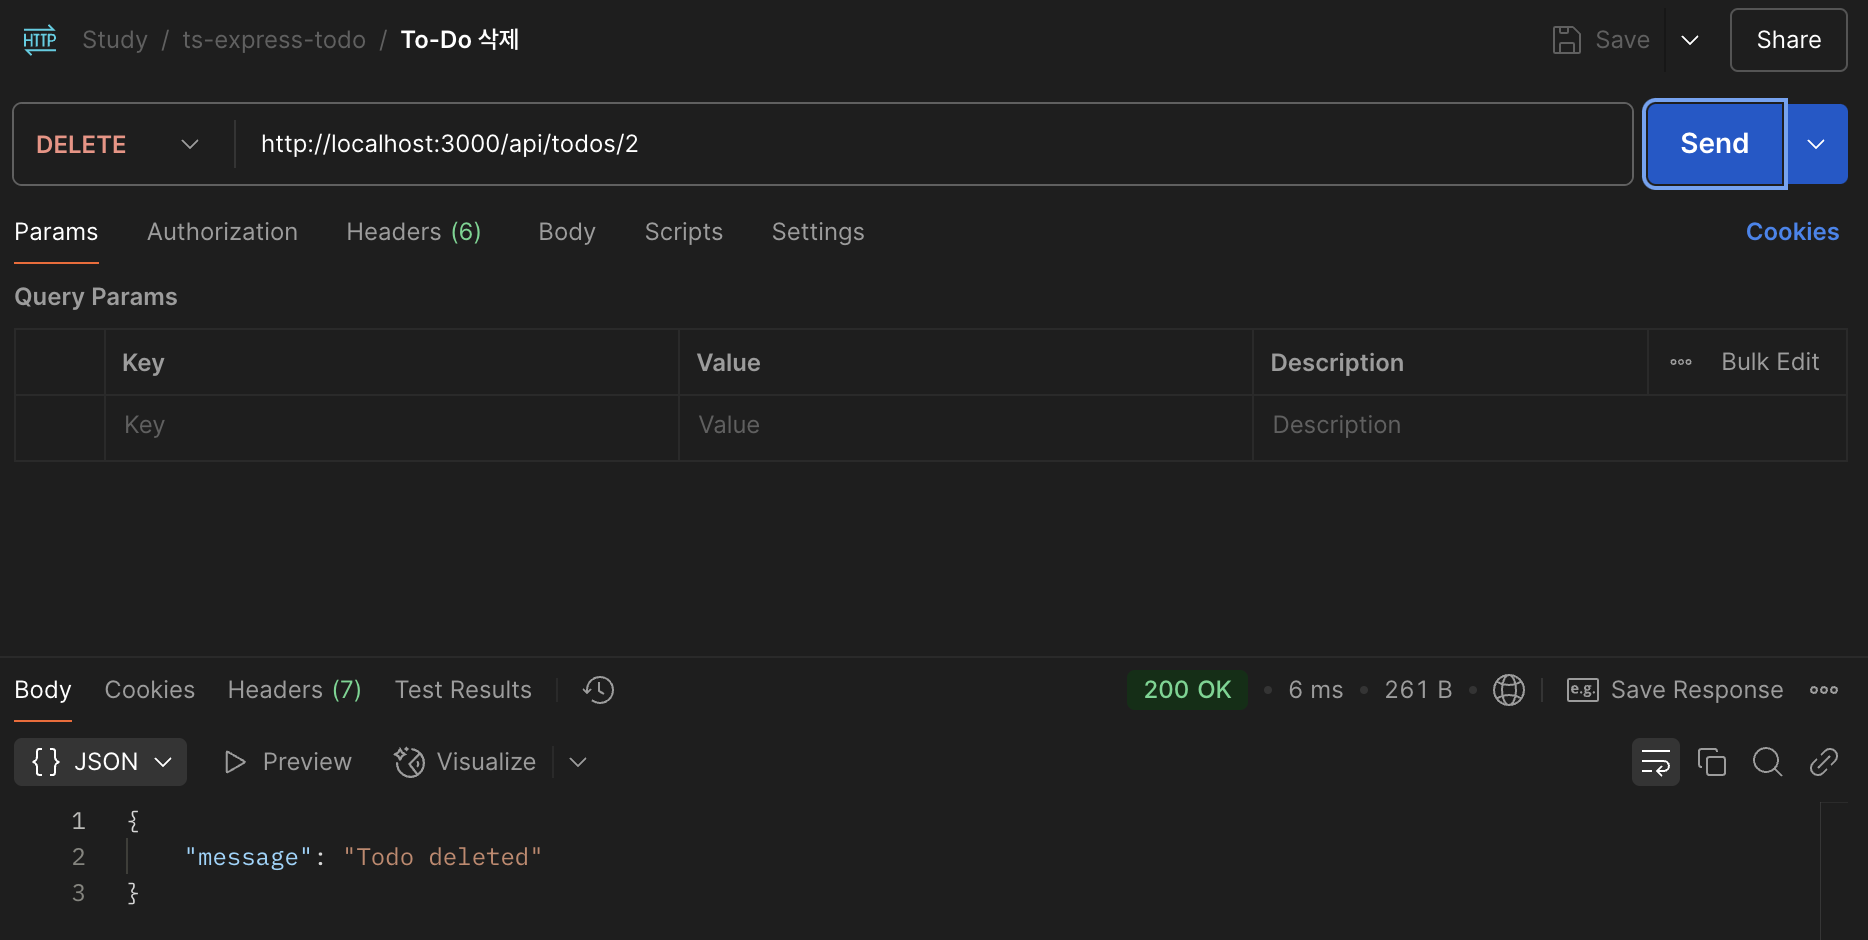 HTTP Study / ts-express-todo / To-Do 삭제 Save Share
DELETE http://localhost:3000/api/todos/2 Send
Params Authorization Headers (6) Body Scripts Settings Cookies
Query Params
Key Value Description Bulk Edit
Key Value Description
Body Cookies Headers (7) Test Results 200 OK • 6 ms • 261 B • e.g. Save Response
{} JSON Preview Visualize
1 {
2 "message": "Todo deleted"
3 }